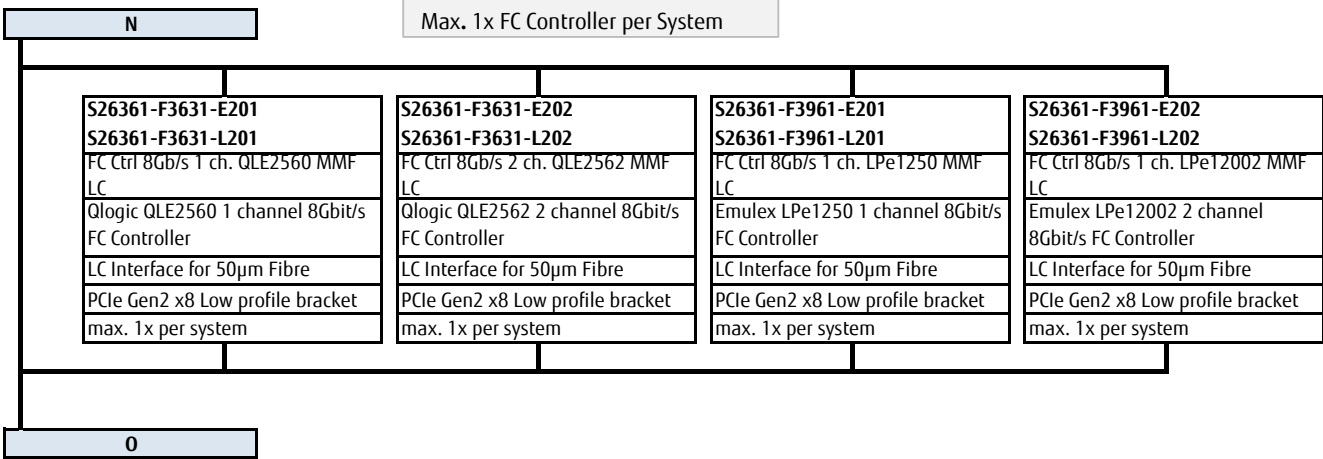 N
Max. 1x FC Controller per System
S26361-F3631-E201
S26361-F3631-L201
FC Ctrl 8Gb/s 1 ch. QLE2560 MMF
LC
Qlogic QLE2560 1 channel 8Gbit/s
FC Controller
LC Interface for 50µm Fibre
PCIe Gen2 x8 Low profile bracket
max. 1x per system
S26361-F3631-E202
S26361-F3631-L202
FC Ctrl 8Gb/s 2 ch. QLE2562 MMF
LC
Qlogic QLE2562 2 channel 8Gbit/s
FC Controller
LC Interface for 50µm Fibre
PCIe Gen2 x8 Low profile bracket
max. 1x per system
S26361-F3961-E201
S26361-F3961-L201
FC Ctrl 8Gb/s 1 ch. LPe1250 MMF
LC
Emulex LPe1250 1 channel 8Gbit/s
FC Controller
LC Interface for 50µm Fibre
PCIe Gen2 x8 Low profile bracket
max. 1x per system
S26361-F3961-E202
S26361-F3961-L202
FC Ctrl 8Gb/s 1 ch. LPe12002 MMF
LC
Emulex LPe12002 2 channel
8Gbit/s FC Controller
LC Interface for 50µm Fibre
PCIe Gen2 x8 Low profile bracket
max. 1x per system
O